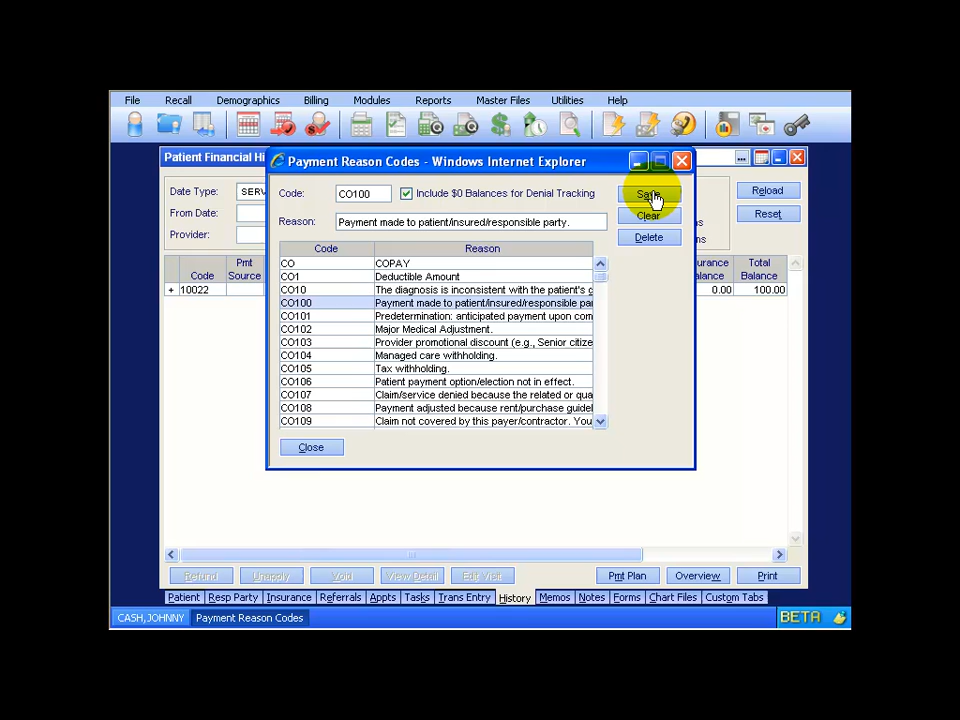 File Recall Demographics Billing Modules Reports Master Files Utilities Help
Patient Financial Hi
Payment Reason Codes - Windows Internet Explorer
Date Type: SERV
From Date:
Provider:
Code: CO100 Include $0 Balances for Denial Tracking
Reason: Payment made to patient/insured/responsible party.
Save
Clear
Delete
Reload
Reset
Code Reason
CO COPAY
CO1 Deductible Amount
CO10 The diagnosis is inconsistent with the patient's g
CO100 Payment made to patient/insured/responsible par
CO101 Predetermination: anticipated payment upon com
CO102 Major Medical Adjustment.
CO103 Provider promotional discount (e.g., Senior citize
CO104 Managed care withholding.
CO105 Tax withholding.
CO106 Patient payment option/election not in effect.
CO107 Claim/service denied because the related or qua
CO108 Payment adjusted because rent/purchase guidel
CO109 Claim not covered by this payer/contractor. You
Close
Code Pmt Source urance alance Total Balance
+ 10022 0.00 100.00
Refund Unapply Void View Detail Edit Visit Pmt Plan Overview Print
Patient Resp Party Insurance Referrals Appts Tasks Trans Entry History Memos Notes Forms Chart Files Custom Tabs
CASH,JOHNNY Payment Reason Codes BETA